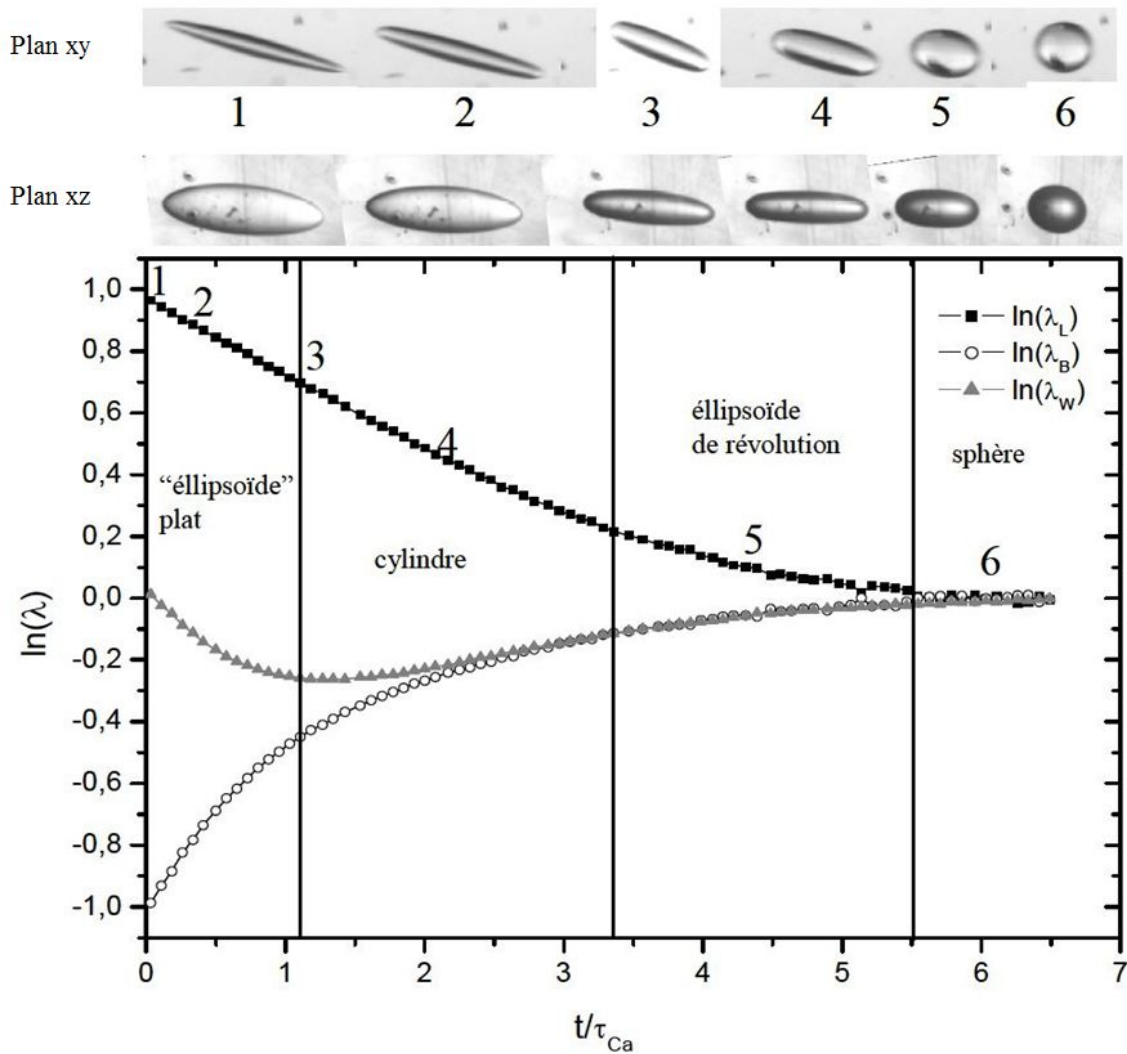 Plan xy
1 2 3 4 5 6
Plan xz
1,0
0,8
0,6
0,4
0,2
0,0
-0,2
-0,4
-0,6
-0,8
-1,0
ln(λ)
1
2
3
4
5
6
ln(λL)
ln(λB)
ln(λW)
“éllipsoïde”
plat
cylindre
éllipsoïde
de révolution
sphère
0 1 2 3 4 5 6 7
t/τCa